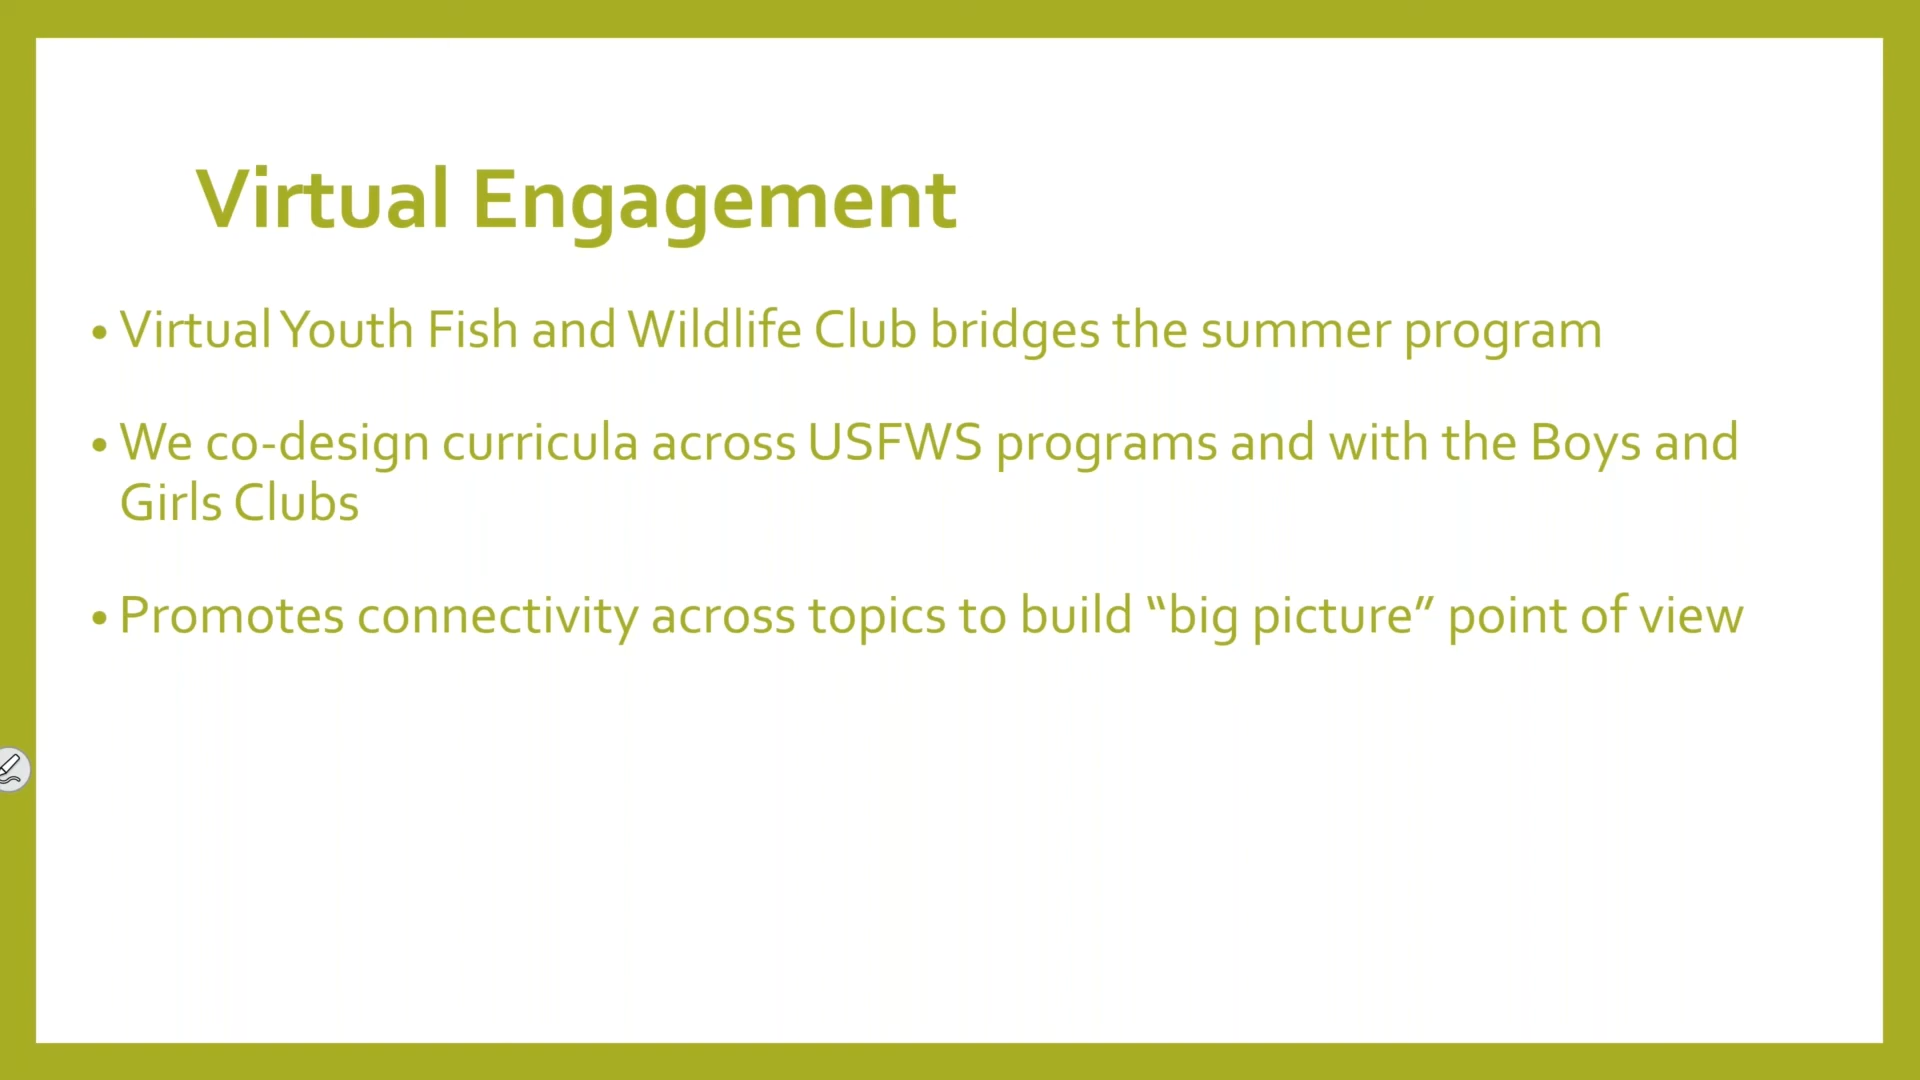 Virtual Engagement
• Virtual Youth Fish and Wildlife Club bridges the summer program
• We co-design curricula across USFWS programs and with the Boys and
Girls Clubs
• Promotes connectivity across topics to build “big picture” point of view